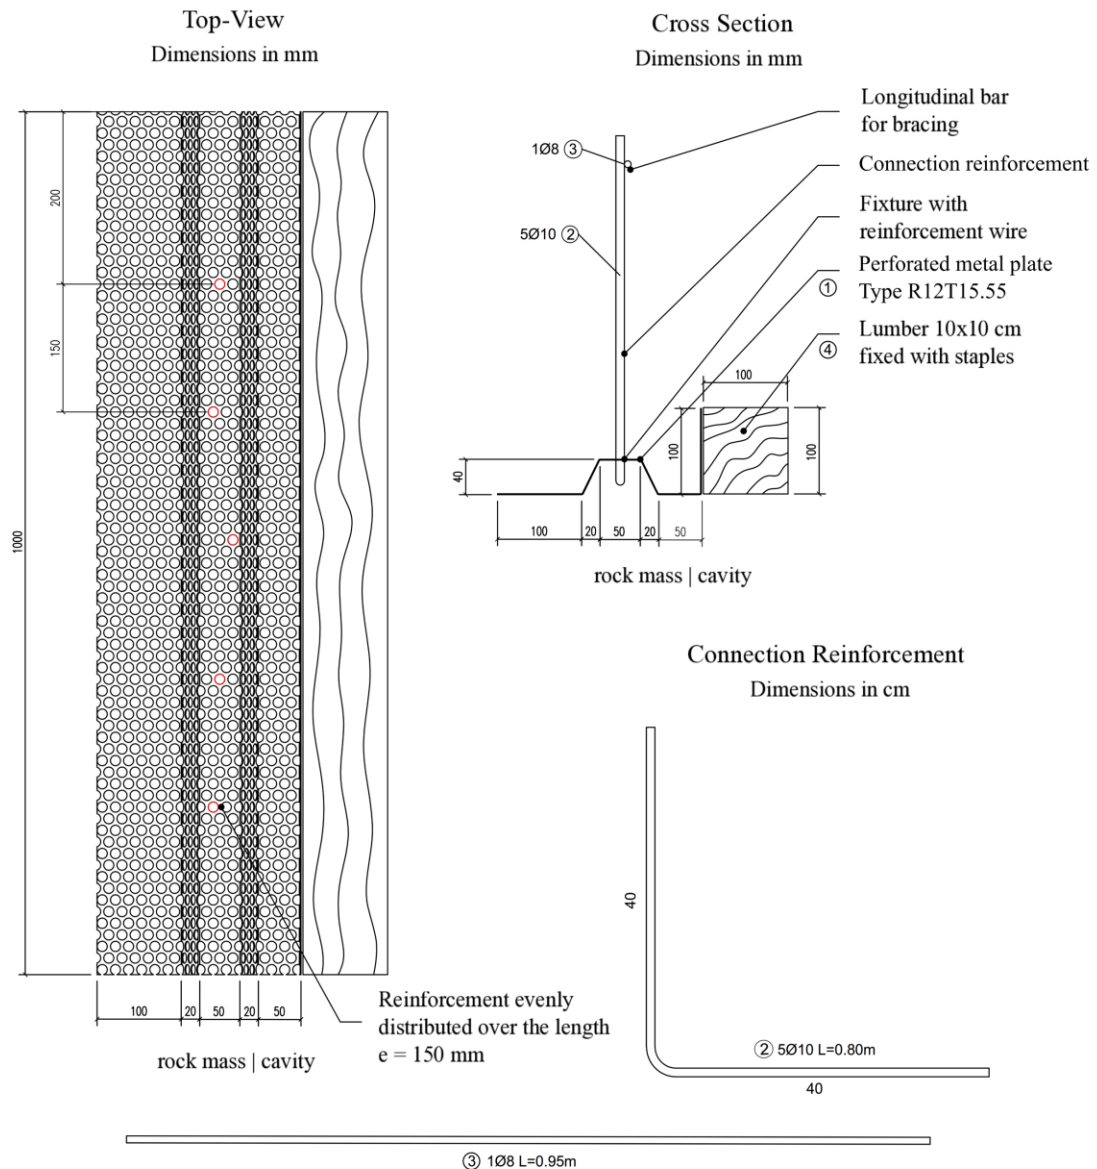 Top-View
Dimensions in mm
200
150
1000
100
20
50
20
50
rock mass | cavity
Reinforcement evenly
distributed over the length
e = 150 mm
Cross Section
Dimensions in mm
1Ø8 ③
5Ø10 ②
Longitudinal bar
for bracing
Connection reinforcement
Fixture with
reinforcement wire
Perforated metal plate
① Type R12T15.55
Lumber 10x10 cm
④ fixed with staples
100
100
100
40
100
20
50
20
50
rock mass | cavity
Connection Reinforcement
Dimensions in cm
40
② 5Ø10 L=0.80m
40
③ 1Ø8 L=0.95m